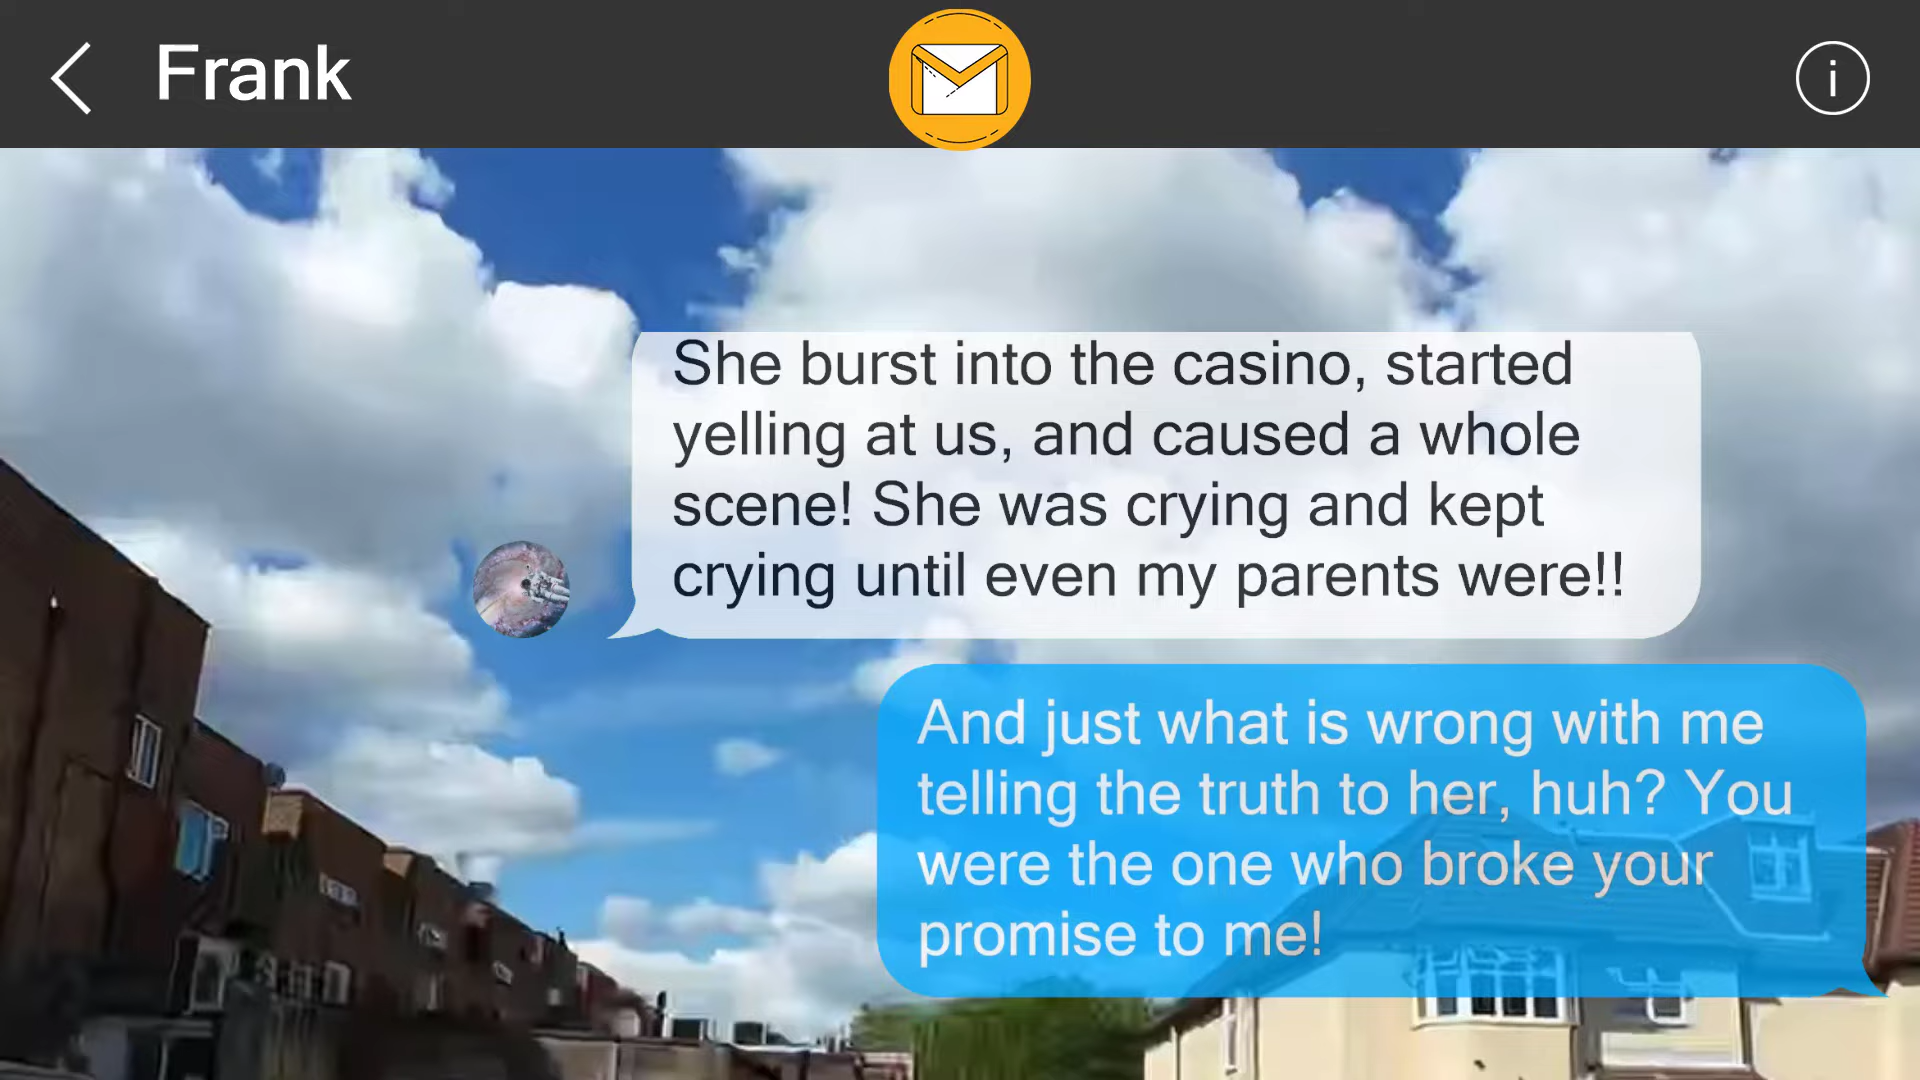 Frank
i
She burst into the casino, started
yelling at us, and caused a whole
scene! She was crying and kept
crying until even my parents were!!
And just what is wrong with me
telling the truth to her, huh? You
were the one who broke your
promise to me!